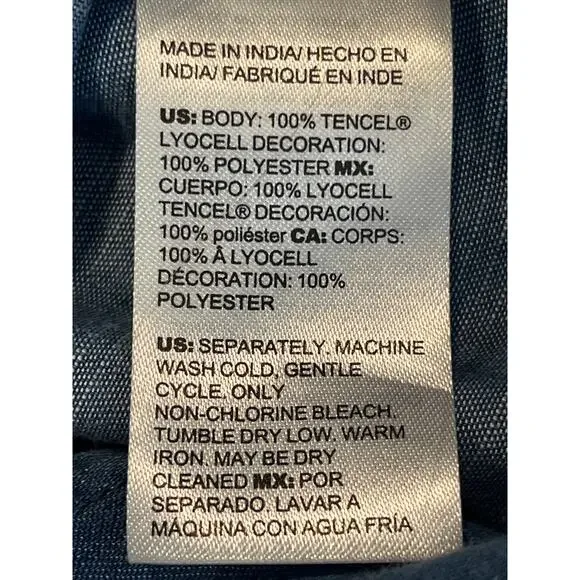 MADE IN INDIA/ HECHO EN
INDIA/ FABRIQUÉ EN INDE
US: BODY: 100% TENCEL®
LYOCELL DECORATION:
100% POLYESTER MX:
CUERPO: 100% LYOCELL
TENCEL® DECORACIÓN:
100% poliéster CA: CORPS:
100% Â LYOCELL
DÉCORATION: 100%
POLYESTER
US: SEPARATELY. MACHINE
WASH COLD, GENTLE
CYCLE. ONLY
NON-CHLORINE BLEACH.
TUMBLE DRY LOW. WARM
IRON. MAY BE DRY
CLEANED MX: POR
SEPARADO. LAVAR A
MÁQUINA CON AGUA FRÍA